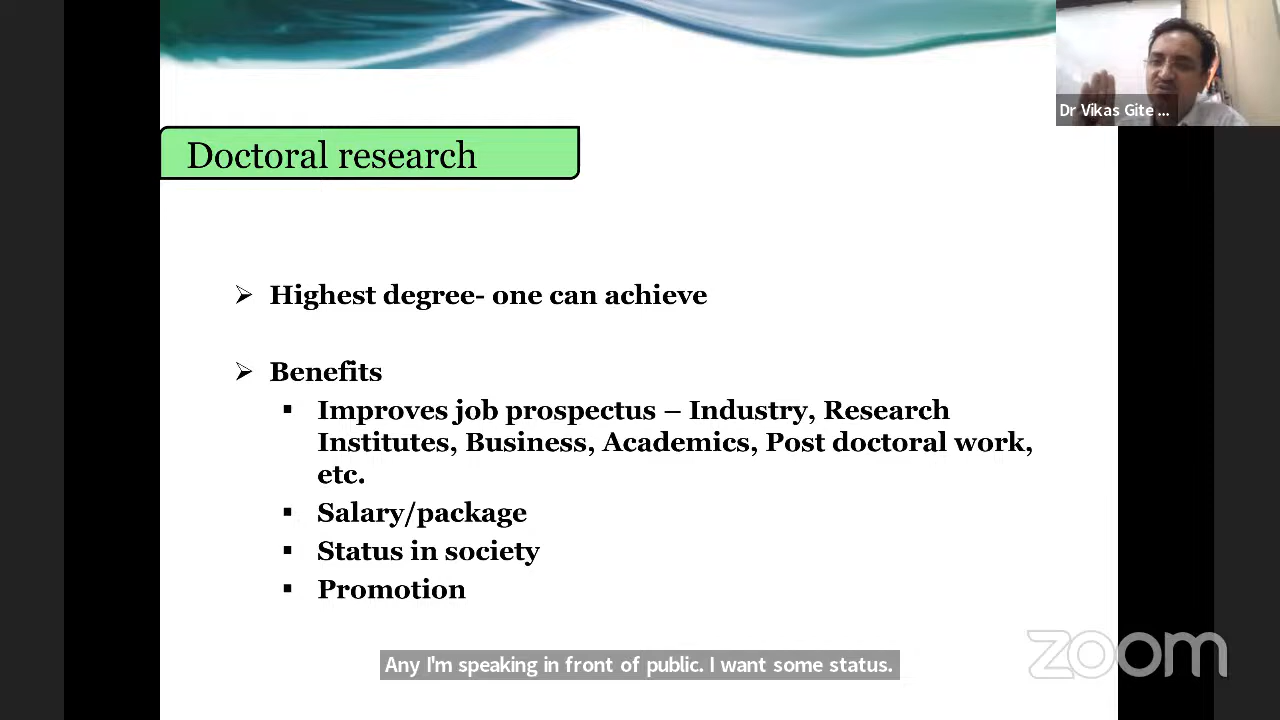 Dr Vikas Gite ...
Doctoral research
Highest degree- one can achieve
Benefits
Improves job prospectus – Industry, Research
Institutes, Business, Academics, Post doctoral work,
etc.
Salary/package
Status in society
Promotion
Any I'm speaking in front of public. I want some status.
zoom